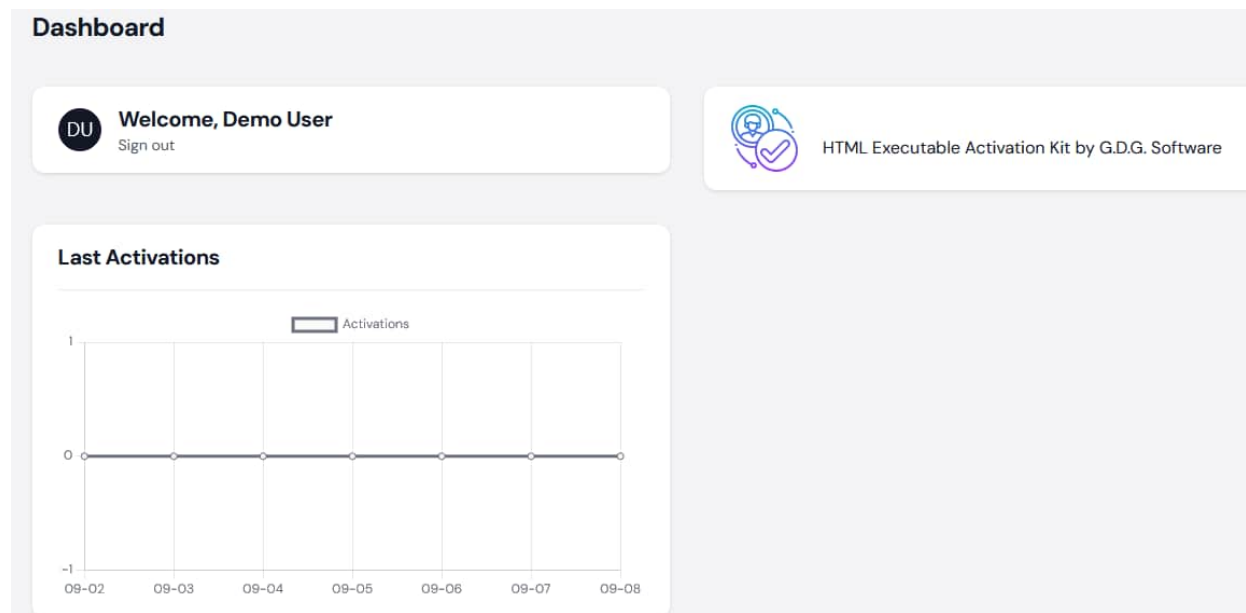 Dashboard
DU
Welcome, Demo User
Sign out
HTML Executable Activation Kit by G.D.G. Software
Last Activations
Activations
1
0
-1
09-02 09-03 09-04 09-05 09-06 09-07 09-08